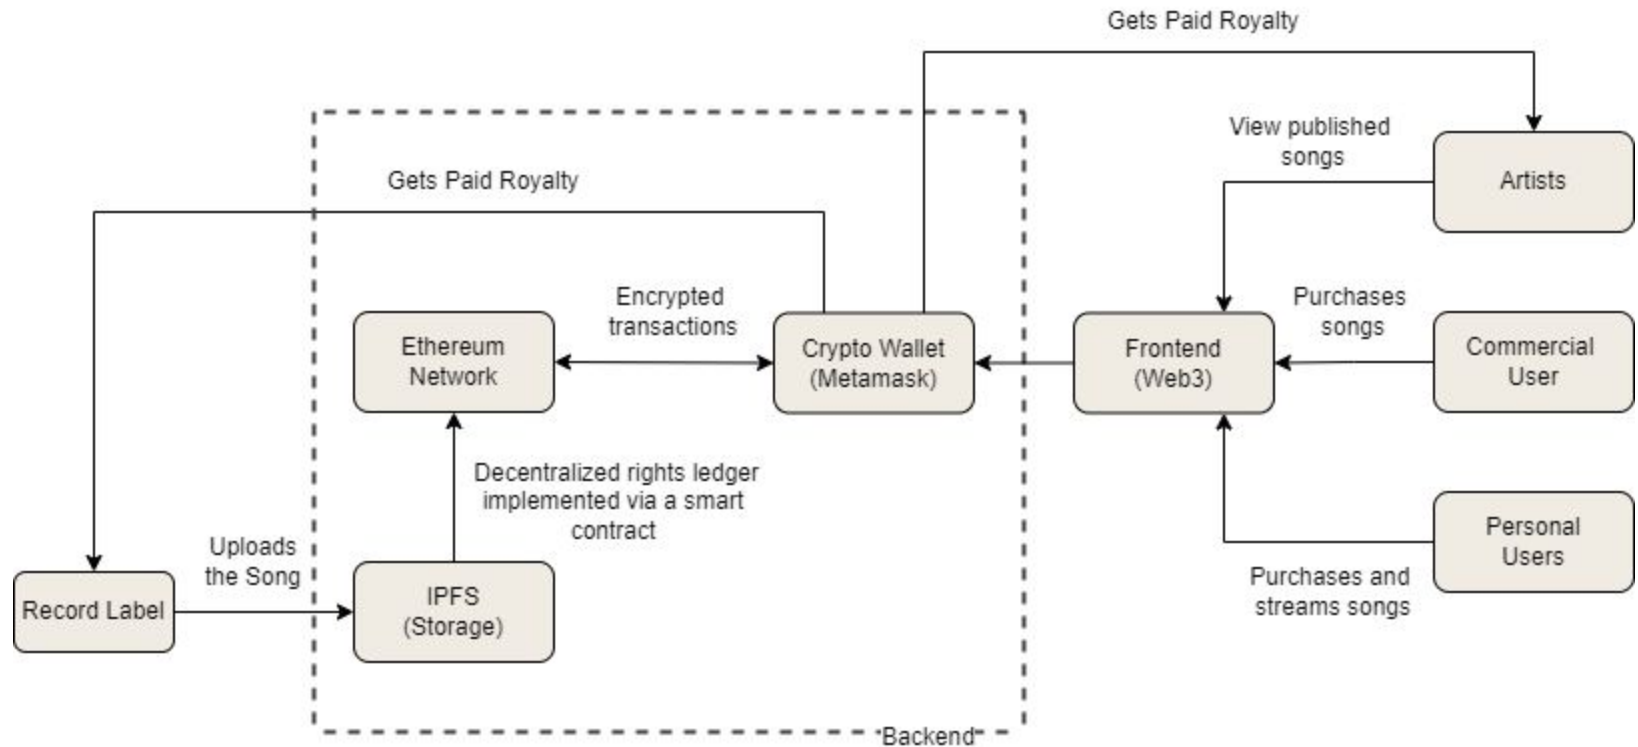 Gets Paid Royalty
View published
songs
Artists
Gets Paid Royalty
Encrypted
transactions
Purchases
songs
Ethereum
Network
Crypto Wallet
(Metamask)
Frontend
(Web3)
Commercial
User
Decentralized rights ledger
implemented via a smart
contract
Uploads
the Song
Record Label
IPFS
(Storage)
Personal
Users
Purchases and
streams songs
Backend